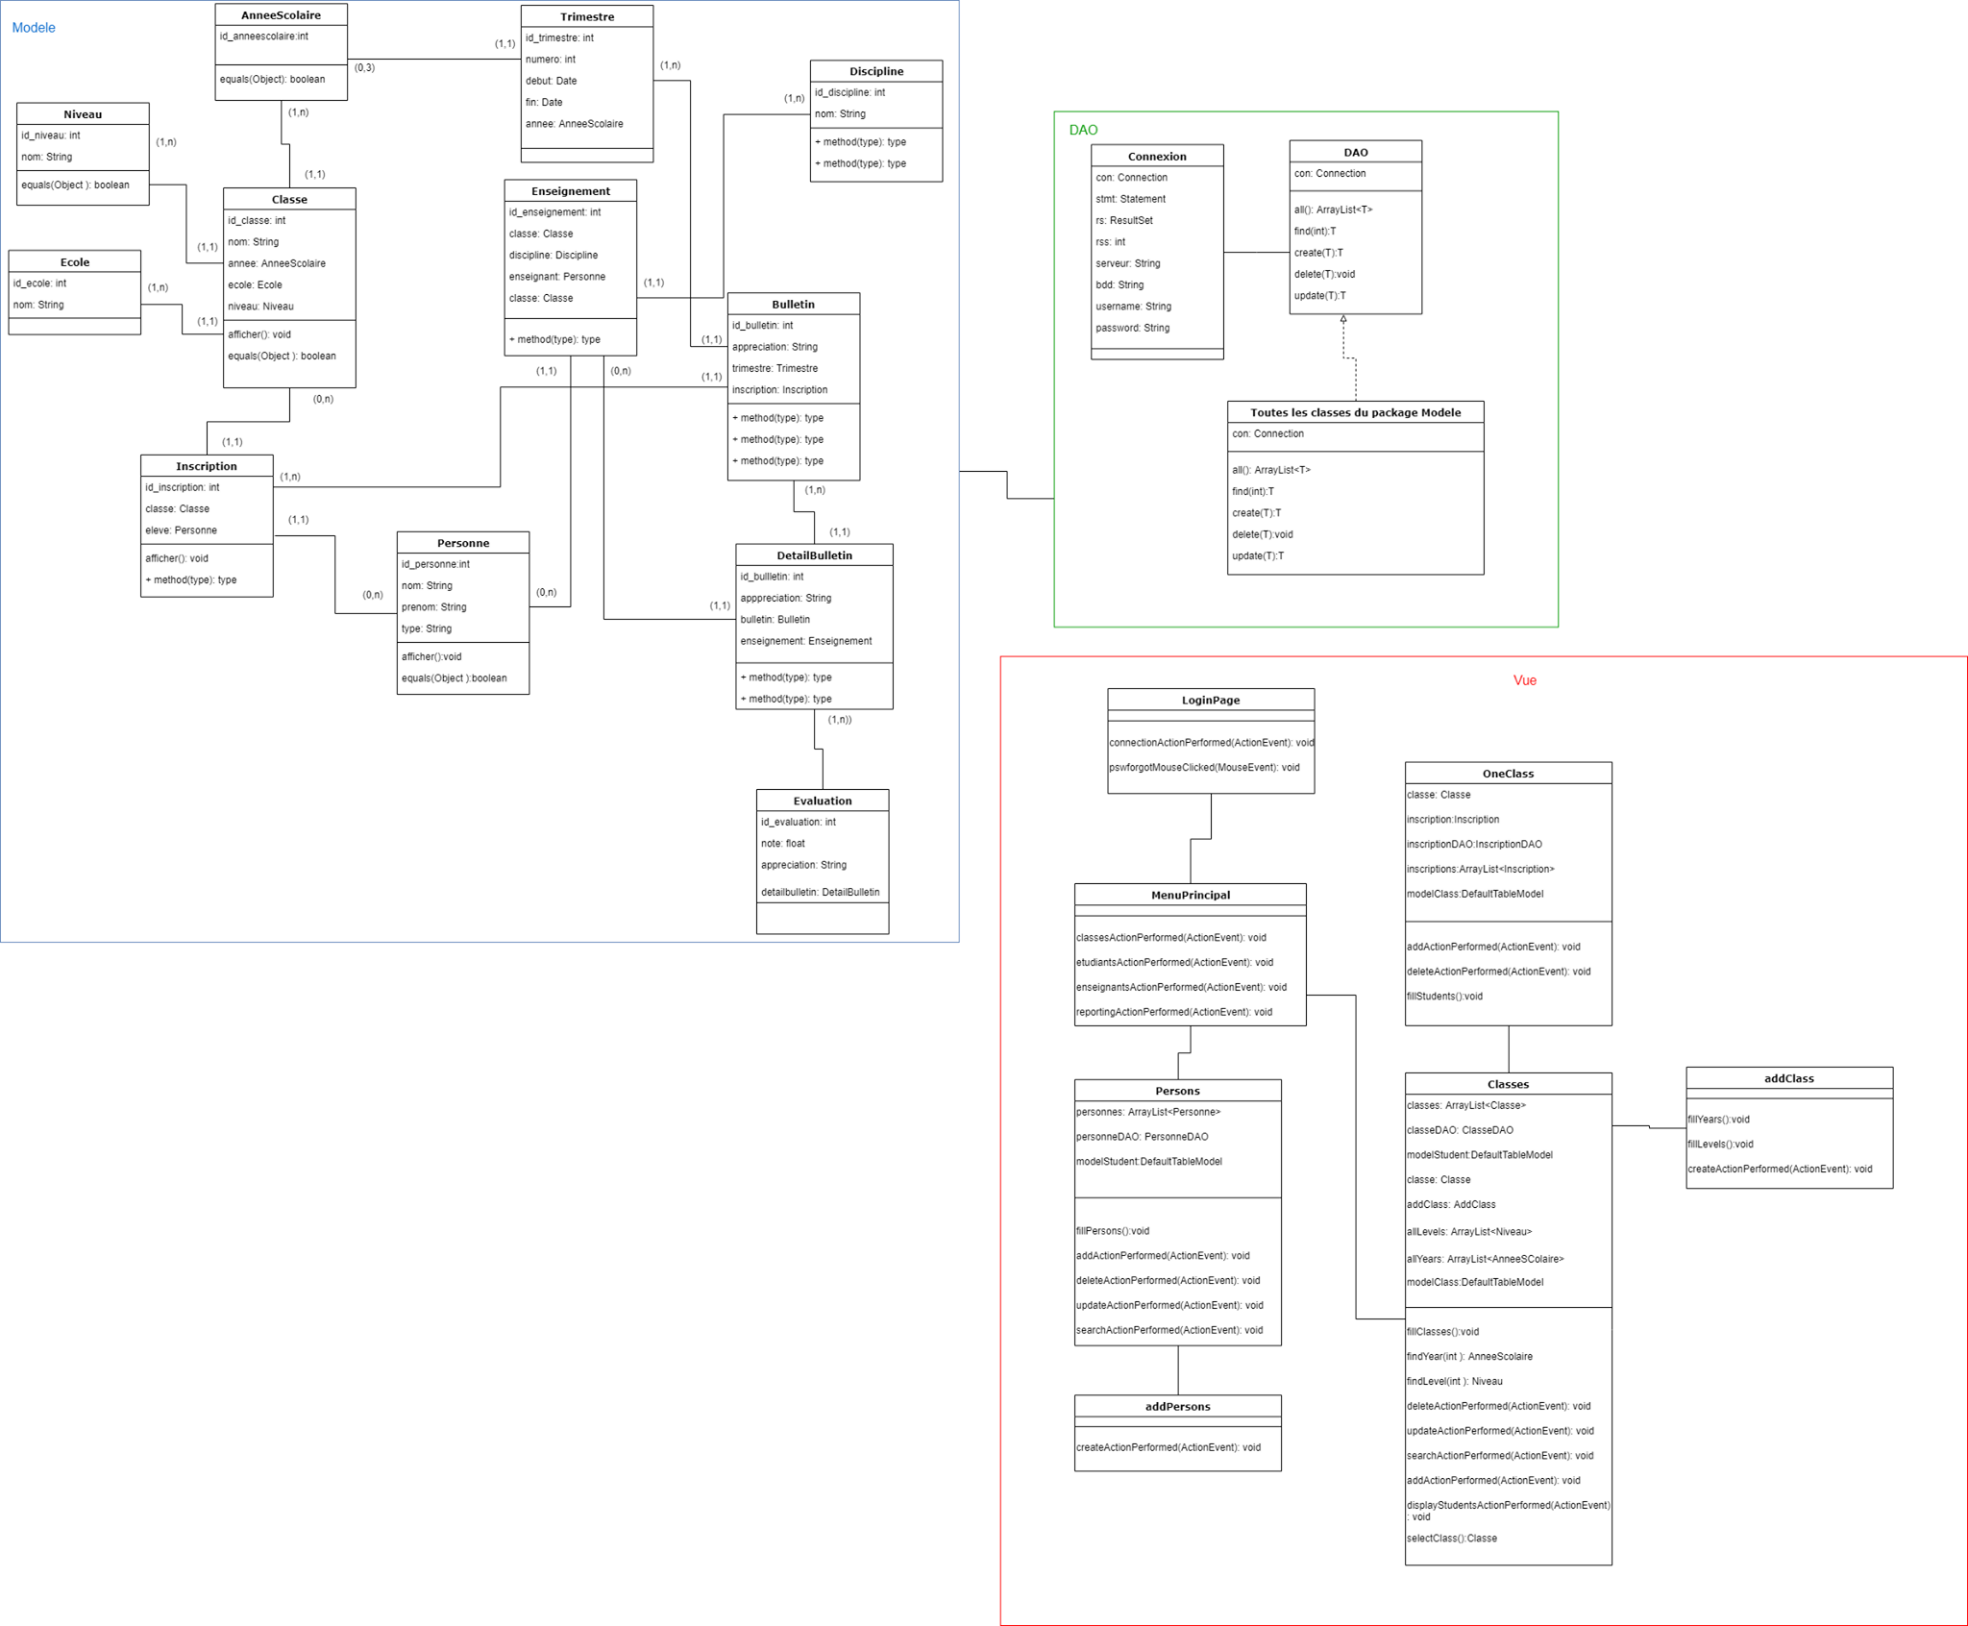 Modele
AnneeScolaire
id_anneescolaire:int
equals(Object): boolean
(0,3)
(1,1)
(1,n)
Trimestre
id_trimestre: int
numero: int
debut: Date
fin: Date
annee: AnneeScolaire
(1,n)
Discipline
id_discipline: int
nom: String
+ method(type): type
+ method(type): type
(1,n)
Niveau
id_niveau: int
nom: String
equals(Object ): boolean
(1,n)
(1,1)
Classe
id_classe: int
nom: String
annee: AnneeScolaire
ecole: Ecole
niveau: Niveau
afficher(): void
equals(Object ): boolean
(1,1)
(1,1)
(0,n)
Ecole
id_ecole: int
nom: String
(1,n)
Enseignement
id_enseignement: int
classe: Classe
discipline: Discipline
enseignant: Personne
classe: Classe
+ method(type): type
(1,1)
(1,1)
(0,n)
Bulletin
id_bulletin: int
appreciation: String
trimestre: Trimestre
inscription: Inscription
+ method(type): type
+ method(type): type
+ method(type): type
(1,1)
(1,1)
(1,n)
(1,1)
Inscription
id_inscription: int
classe: Classe
eleve: Personne
afficher(): void
+ method(type): type
(1,n)
(1,1)
Personne
id_personne:int
nom: String
prenom: String
type: String
afficher():void
equals(Object ):boolean
(0,n)
(0,n)
(1,1)
DetailBulletin
id_bullletin: int
apppreciation: String
bulletin: Bulletin
enseignement: Enseignement
+ method(type): type
+ method(type): type
(1,1)
(1,n))
Evaluation
id_evaluation: int
note: float
appreciation: String
detailbulletin: DetailBulletin
DAO
Connexion
con: Connection
stmt: Statement
rs: ResultSet
rss: int
serveur: String
bdd: String
username: String
password: String
DAO
con: Connection
all(): ArrayList<T>
find(int):T
create(T):T
delete(T):void
update(T):T
Toutes les classes du package Modele
con: Connection
all(): ArrayList<T>
find(int):T
create(T):T
delete(T):void
update(T):T
Vue
LoginPage
connectionActionPerformed(ActionEvent): void
pswforgotMouseClicked(MouseEvent): void
MenuPrincipal
classesActionPerformed(ActionEvent): void
etudiantsActionPerformed(ActionEvent): void
enseignantsActionPerformed(ActionEvent): void
reportingActionPerformed(ActionEvent): void
Persons
personnes: ArrayList<Personne>
personneDAO: PersonneDAO
modelStudent:DefaultTableModel
fillPersons():void
addActionPerformed(ActionEvent): void
deleteActionPerformed(ActionEvent): void
updateActionPerformed(ActionEvent): void
searchActionPerformed(ActionEvent): void
addPersons
createActionPerformed(ActionEvent): void
OneClass
classe: Classe
inscription:Inscription
inscriptionDAO:InscriptionDAO
inscriptions:ArrayList<Inscription>
modelClass:DefaultTableModel
addActionPerformed(ActionEvent): void
deleteActionPerformed(ActionEvent): void
fillStudents():void
Classes
classes: ArrayList<Classe>
classeDAO: ClasseDAO
modelStudent:DefaultTableModel
classe: Classe
addClass: AddClass
allLevels: ArrayList<Niveau>
allYears: ArrayList<AnneeSColaire>
modelClass:DefaultTableModel
fillClasses():void
findYear(int ): AnneeScolaire
findLevel(int ): Niveau
deleteActionPerformed(ActionEvent): void
updateActionPerformed(ActionEvent): void
searchActionPerformed(ActionEvent): void
addActionPerformed(ActionEvent): void
displayStudentsActionPerformed(ActionEvent)
: void
selectClass():Classe
addClass
fillYears():void
fillLevels():void
createActionPerformed(ActionEvent): void